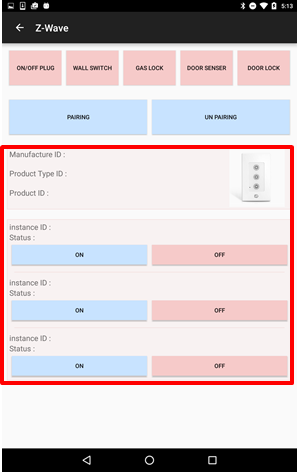 5:13
Z-Wave
ON/OFF PLUG WALL SWITCH GAS LOCK DOOR SENSER DOOR LOCK
PAIRING UN PAIRING
Manufacture ID :
Product Type ID :
Product ID :
instance ID :
Status :
ON OFF
instance ID :
Status :
ON OFF
instance ID :
Status :
ON OFF